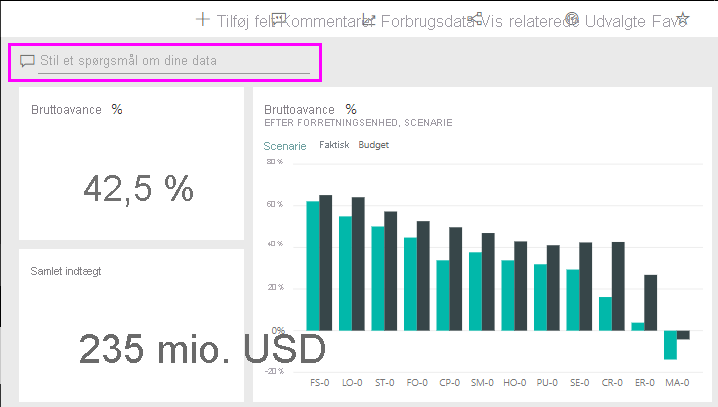 Tilføj felt Kommentarer Forbrugsdata Vis relaterede Udvalgte Favo
Stil et spørgsmål om dine data
Bruttoavance %
42,5 %
Samlet indtægt
235 mio. USD
Bruttoavance %
EFTER FORRETNINGSENHED, SCENARIE
Scenarie Faktisk Budget
80 %
60 %
40 %
20 %
0%
-20 %
FS-0 LO-0 ST-0 FO-0 CP-0 SM-0 HO-0 PU-0 SE-0 CR-0 ER-0 MA-0